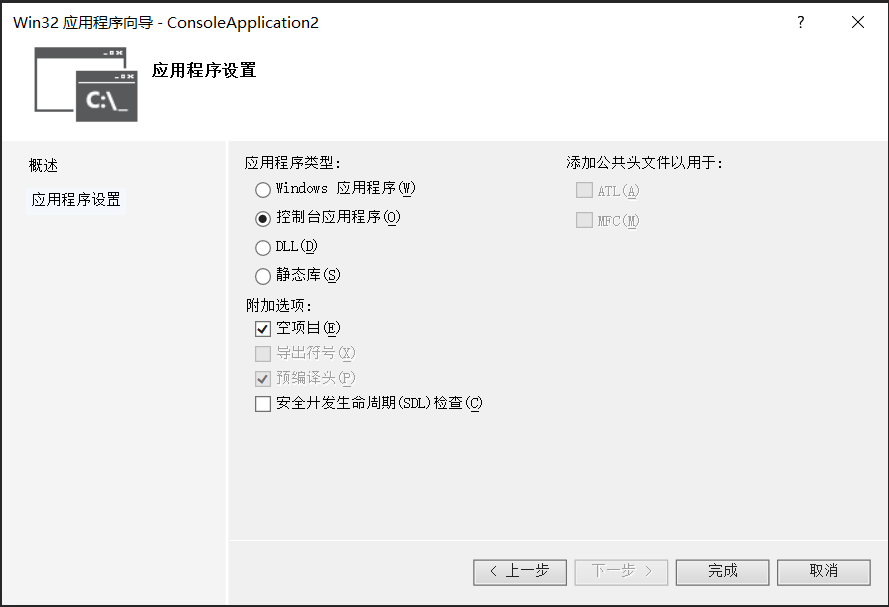 Win32 应用程序向导 - ConsoleApplication2
?
C:\_
应用程序设置
概述
应用程序设置
应用程序类型:
Windows 应用程序(W)
控制台应用程序(O)
DLL(D)
静态库(S)
附加选项:
空项目(E)
导出符号(X)
预编译头(P)
安全开发生命周期(SDL)检查(C)
添加公共头文件以用于:
ATL(A)
MFC(M)
< 上一步
下一步 >
完成
取消